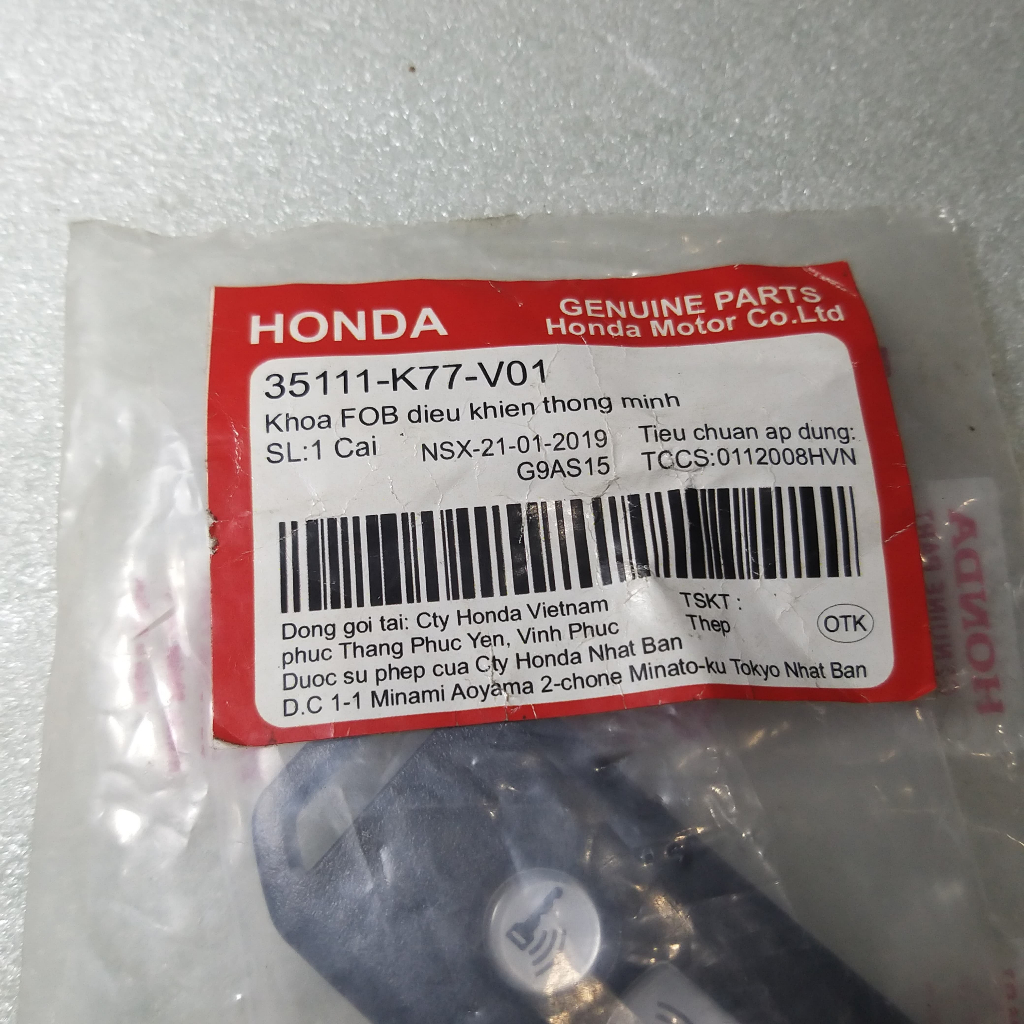 HONDA
GENUINE PARTS
Honda Motor Co.Ltd
35111-K77-V01
Khoa FOB dieu khien thong minh
SL:1 Cai
NSX-21-01-2019
G9AS15
Tieu chuan ap dung:
TCCS:0112008HVN
Dong goi tai: Cty Honda Vietnam
phuc Thang Phuc Yen, Vinh Phuc
Duoc su phep cua Cty Honda Nhat Ban
D.C 1-1 Minami Aoyama 2-chone Minato-ku Tokyo Nhat Ban
TSKT :
Thep
OTK
HONDA